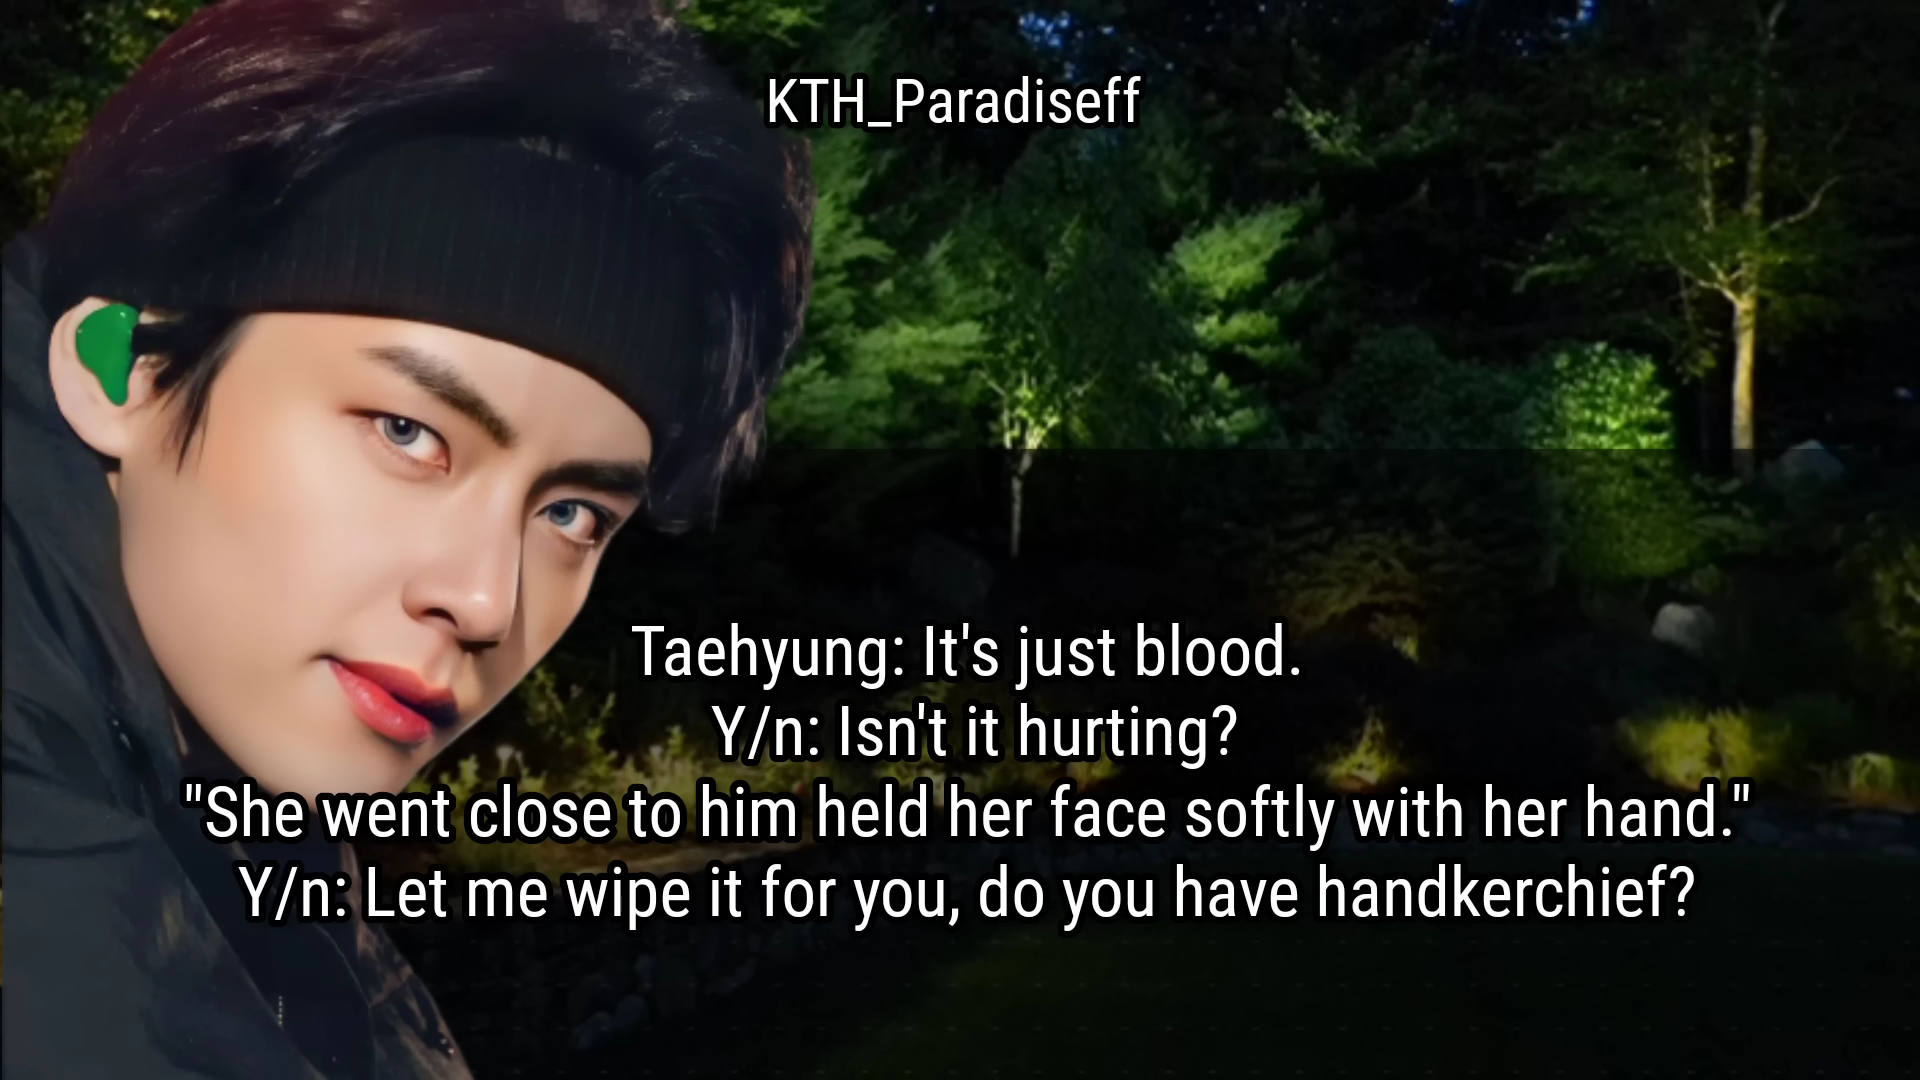 KTH_Paradiseff
Taehyung: It's just blood.
Y/n: Isn't it hurting?
"She went close to him held her face softly with her hand."
Y/n: Let me wipe it for you, do you have handkerchief?